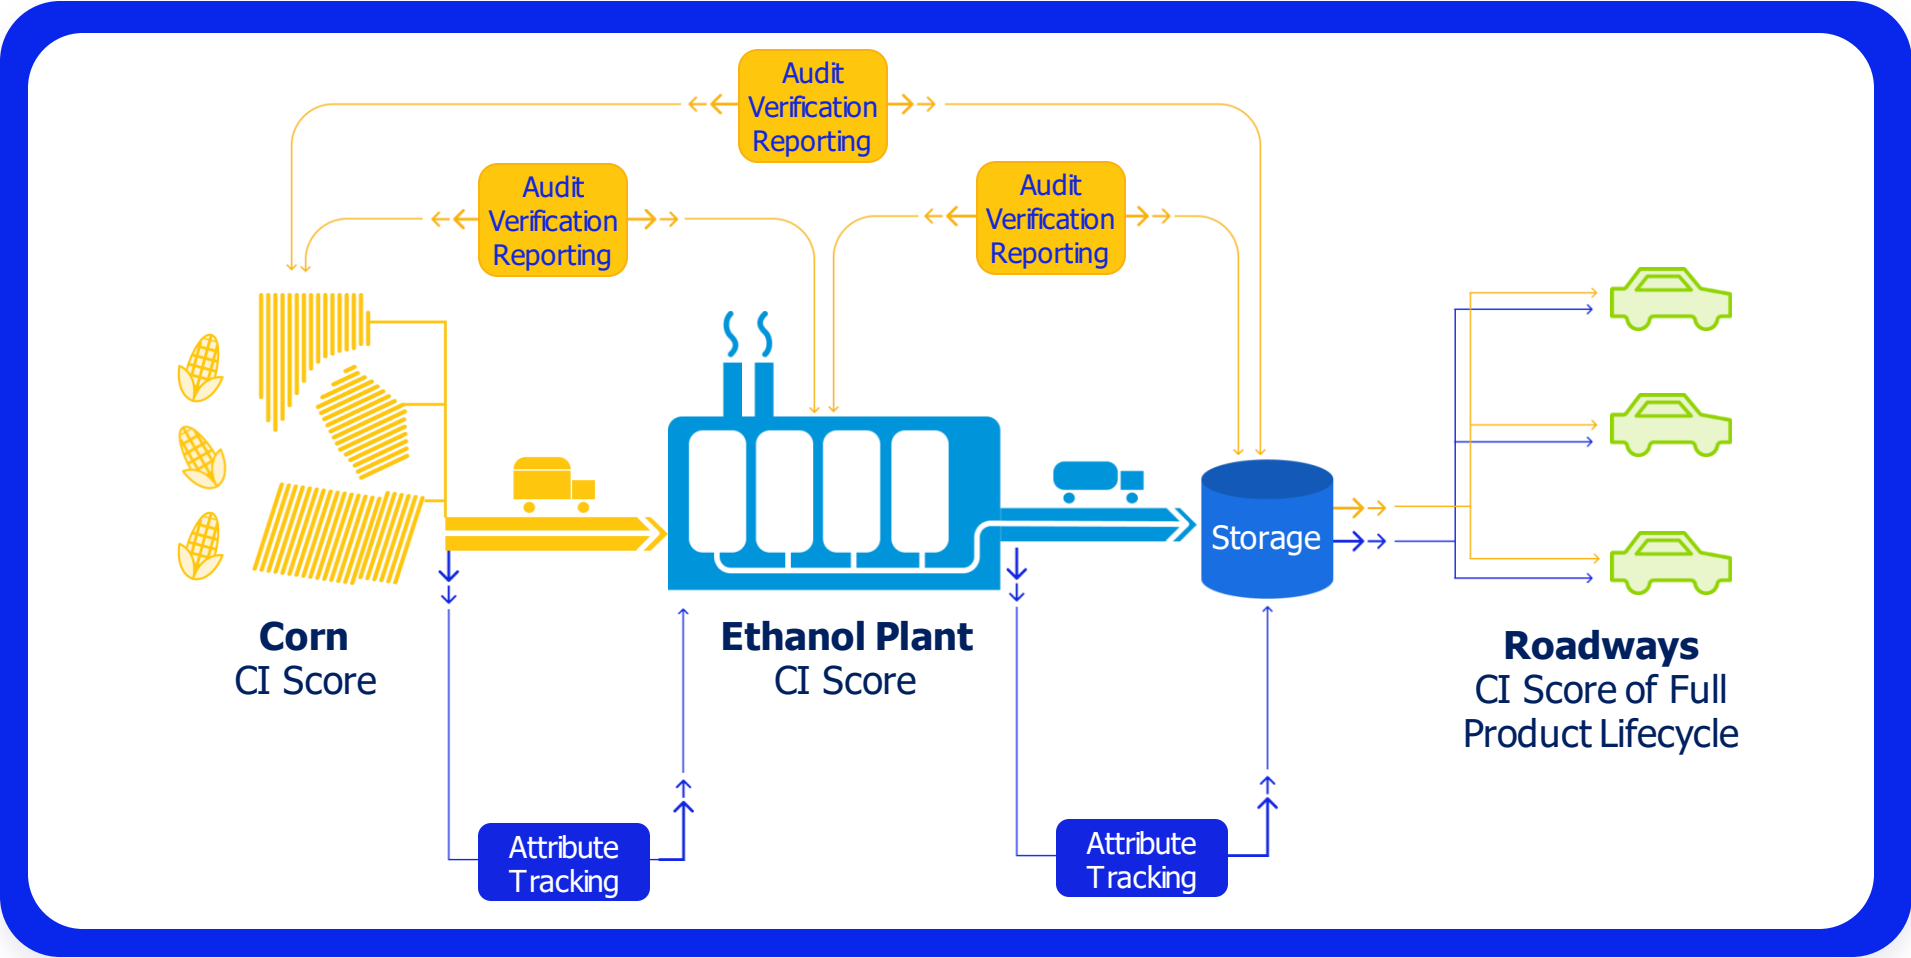 Audit
Verification
Reporting
Audit
Verification
Reporting
Audit
Verification
Reporting
Storage
Corn
CI Score
Ethanol Plant
CI Score
Roadways
CI Score of Full
Product Lifecycle
Attribute
Tracking
Attribute
Tracking